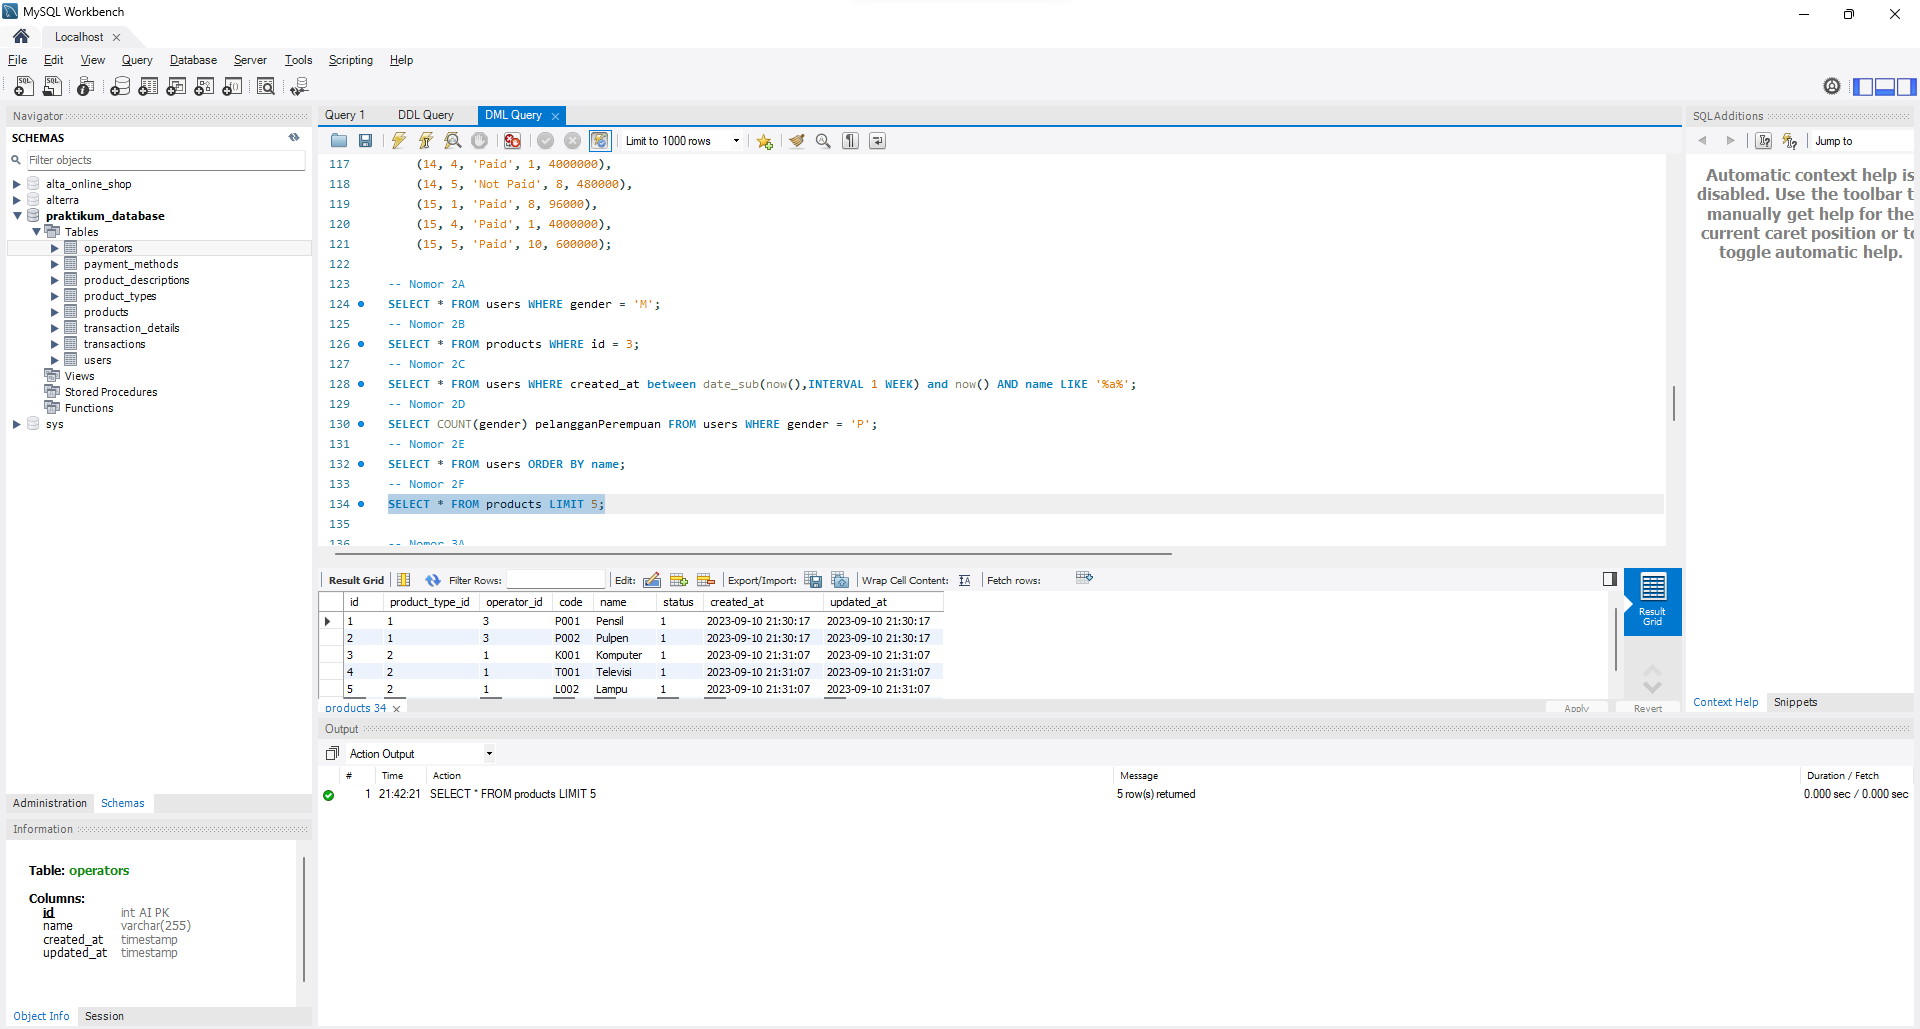 MySQL Workbench
Localhost
File Edit View Query Database Server Tools Scripting Help
Navigator
SCHEMAS
Filter objects
alta_online_shop
alterra
praktikum_database
Tables
operators
payment_methods
product_descriptions
product_types
products
transaction_details
transactions
users
Views
Stored Procedures
Functions
sys
Administration Schemas
Information
Table: operators
Columns:
id int AI PK
name varchar(255)
created_at timestamp
updated_at timestamp
Object Info Session
Query 1 DDL Query DML Query
Limit to 1000 rows
117 (14, 4, 'Paid', 1, 4000000),
118 (14, 5, 'Not Paid', 8, 480000),
119 (15, 1, 'Paid', 8, 96000),
120 (15, 4, 'Paid', 1, 4000000),
121 (15, 5, 'Paid', 10, 600000);
122
123 -- Nomor 2A
124 SELECT * FROM users WHERE gender = 'M';
125 -- Nomor 2B
126 SELECT * FROM products WHERE id = 3;
127 -- Nomor 2C
128 SELECT * FROM users WHERE created_at between date_sub(now(),INTERVAL 1 WEEK) and now() AND name LIKE '%a%';
129 -- Nomor 2D
130 SELECT COUNT(gender) pelangganPerempuan FROM users WHERE gender = 'P';
131 -- Nomor 2E
132 SELECT * FROM users ORDER BY name;
133 -- Nomor 2F
134 SELECT * FROM products LIMIT 5;
135
136 -- Nomor 3A
Result Grid Filter Rows: Edit: Export/Import: Wrap Cell Content: Fetch rows:
id product_type_id operator_id code name status created_at updated_at
1 1 3 P001 Pensil 1 2023-09-10 21:30:17 2023-09-10 21:30:17
2 1 3 P002 Pulpen 1 2023-09-10 21:30:17 2023-09-10 21:30:17
3 2 1 K001 Komputer 1 2023-09-10 21:31:07 2023-09-10 21:31:07
4 2 1 T001 Televisi 1 2023-09-10 21:31:07 2023-09-10 21:31:07
5 2 1 L002 Lampu 1 2023-09-10 21:31:07 2023-09-10 21:31:07
Result
Grid
products 34 Apply Revert
Output
Action Output
# Time Action Message Duration / Fetch
1 21:42:21 SELECT * FROM products LIMIT 5 5 row(s) returned 0.000 sec / 0.000 sec
SQLAdditions
Jump to
Automatic context help is
disabled. Use the toolbar t
manually get help for the
current caret position or to
toggle automatic help.
Context Help Snippets